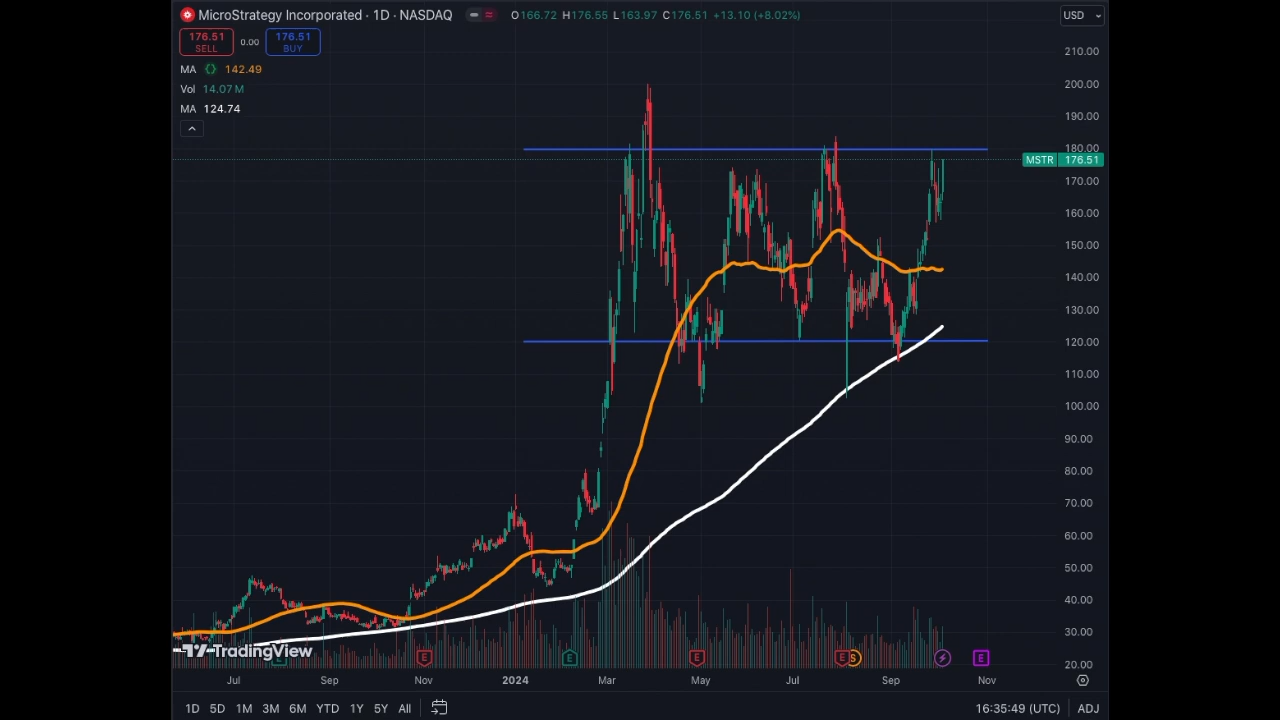 MicroStrategy Incorporated · 1D · NASDAQ O166.72 H176.55 L163.97 C176.51 +13.10 (+8.02%) USD
176.51 SELL 0.00 176.51 BUY
MA 142.49
Vol 14.07M
MA 124.74
210.00
200.00
190.00
180.00
MSTR 176.51
170.00
160.00
150.00
140.00
130.00
120.00
110.00
100.00
90.00
80.00
70.00
60.00
50.00
40.00
30.00
20.00
TradingView
E E E E E S E
Jul Sep Nov 2024 Mar May Jul Sep Nov
1D 5D 1M 3M 6M YTD 1Y 5Y All 16:35:49 (UTC) ADJ